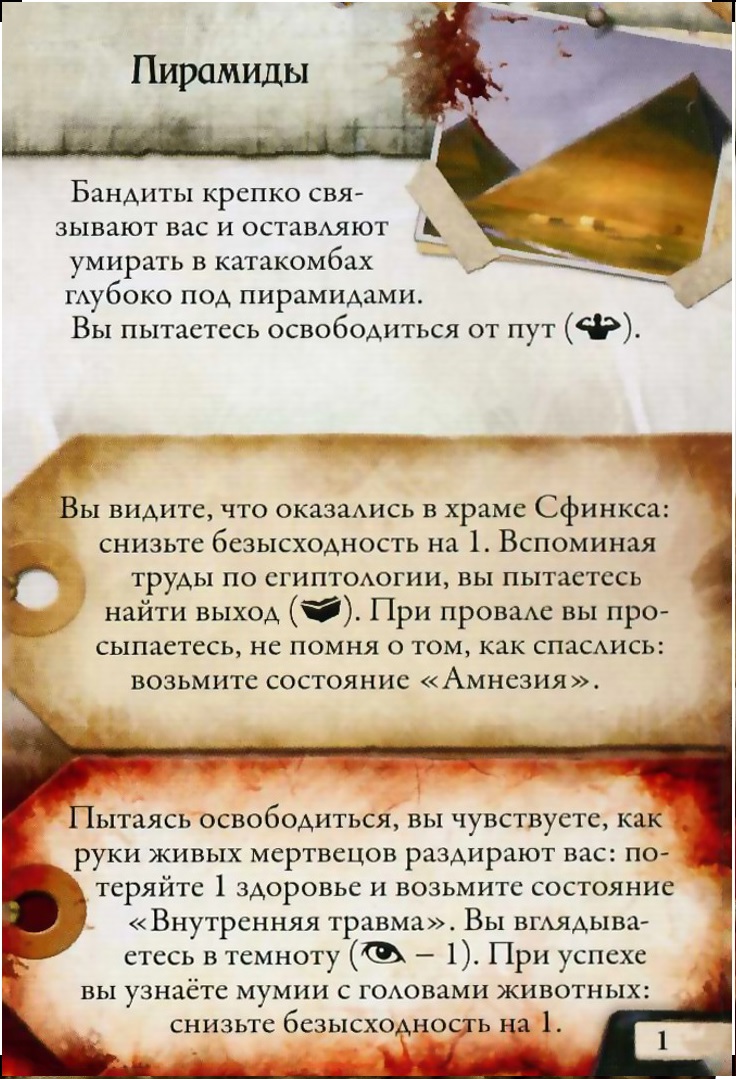 Пирамиды
Бандиты крепко свя-
зывают вас и оставляют
умирать в катакомбах
глубоко под пирамидами.
Вы пытаетесь освободиться от пут ( ).
Вы видите, что оказались в храме Сфинкса:
снизьте безысходность на 1. Вспоминая
труды по египтологии, вы пытаетесь
найти выход ( ). При провале вы про-
сыпаетесь, не помня о том, как спаслись:
возьмите состояние «Амнезия».
Пытаясь освободиться, вы чувствуете, как
руки живых мертвецов раздирают вас: по-
теряйте 1 здоровье и возьмите состояние
«Внутренняя травма». Вы вглядыва-
етесь в темноту ( – 1). При успехе
вы узнаёте мумии с головами животных:
снизьте безысходность на 1.
1